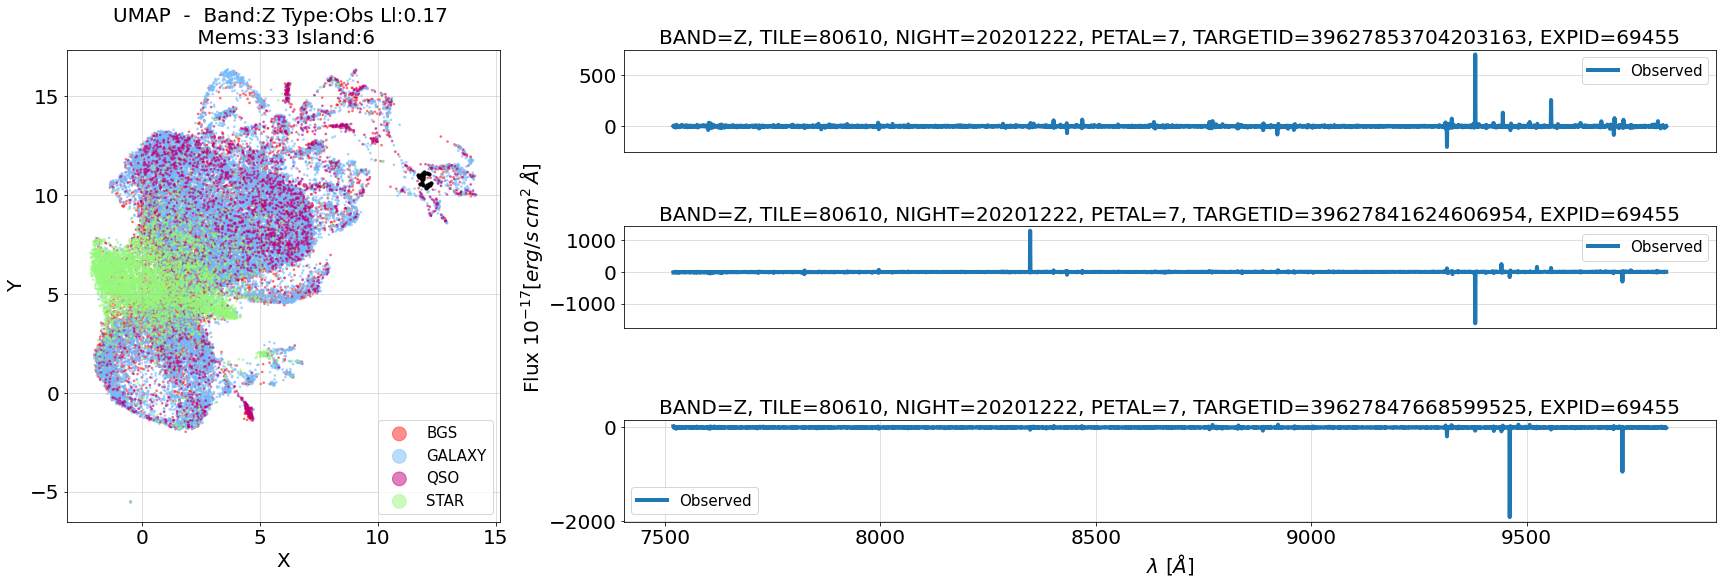 UMAP - Band:Z Type:Obs Ll:0.17
Mems:33 Island:6
15
10
5
0
−5
Y
0
5
10
15
X
BGS
GALAXY
QSO
STAR
Flux 10⁻¹⁷[erg/s cm² Å]
BAND=Z, TILE=80610, NIGHT=20201222, PETAL=7, TARGETID=39627853704203163, EXPID=69455
500
0
Observed
BAND=Z, TILE=80610, NIGHT=20201222, PETAL=7, TARGETID=39627841624606954, EXPID=69455
1000
0
−1000
Observed
BAND=Z, TILE=80610, NIGHT=20201222, PETAL=7, TARGETID=39627847668599525, EXPID=69455
0
−2000
Observed
7500
8000
8500
9000
9500
λ [Å]